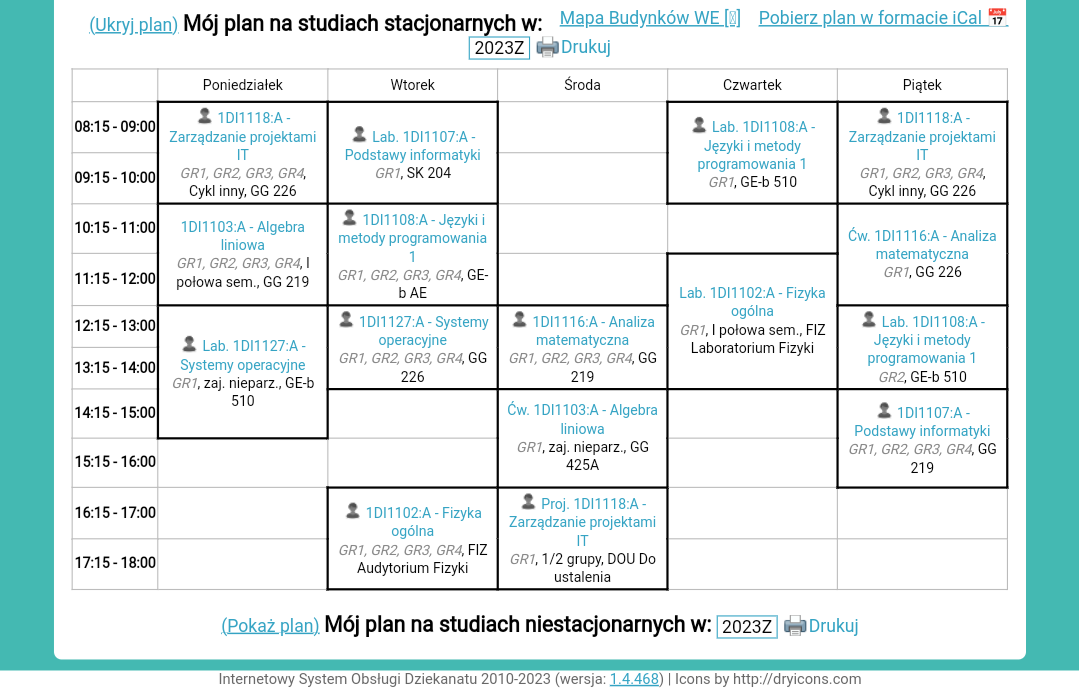 (Ukryj plan) Mój plan na studiach stacjonarnych w: Mapa Budynków WE [] Pobierz plan w formacie iCal
2023Z Drukuj
Poniedziałek Wtorek Środa Czwartek Piątek
08:15 - 09:00
09:15 - 10:00
1DI1118:A -
Zarządzanie projektami
IT
GR1, GR2, GR3, GR4,
Cykl inny, GG 226
Lab. 1DI1107:A -
Podstawy informatyki
GR1, SK 204
Lab. 1DI1108:A -
Języki i metody
programowania 1
GR1, GE-b 510
1DI1118:A -
Zarządzanie projektami
IT
GR1, GR2, GR3, GR4,
Cykl inny, GG 226
10:15 - 11:00
11:15 - 12:00
1DI1103:A - Algebra
liniowa
GR1, GR2, GR3, GR4, I
połowa sem., GG 219
1DI1108:A - Języki i
metody programowania
1
GR1, GR2, GR3, GR4, GE-
b AE
Lab. 1DI1102:A - Fizyka
ogólna
GR1, I połowa sem., FIZ
Laboratorium Fizyki
Ćw. 1DI1116:A - Analiza
matematyczna
GR1, GG 226
12:15 - 13:00
13:15 - 14:00
Lab. 1DI1127:A -
Systemy operacyjne
GR1, zaj. nieparz., GE-b
510
1DI1127:A - Systemy
operacyjne
GR1, GR2, GR3, GR4, GG
226
1DI1116:A - Analiza
matematyczna
GR1, GR2, GR3, GR4, GG
219
Lab. 1DI1108:A -
Języki i metody
programowania 1
GR2, GE-b 510
14:15 - 15:00
15:15 - 16:00
Ćw. 1DI1103:A - Algebra
liniowa
GR1, zaj. nieparz., GG
425A
1DI1107:A -
Podstawy informatyki
GR1, GR2, GR3, GR4, GG
219
16:15 - 17:00
17:15 - 18:00
1DI1102:A - Fizyka
ogólna
GR1, GR2, GR3, GR4, FIZ
Audytorium Fizyki
Proj. 1DI1118:A -
Zarządzanie projektami
IT
GR1, 1/2 grupy, DOU Do
ustalenia
(Pokaż plan) Mój plan na studiach niestacjonarnych w: 2023Z Drukuj
Internetowy System Obsługi Dziekanatu 2010-2023 (wersja: 1.4.468) | Icons by http://dryicons.com